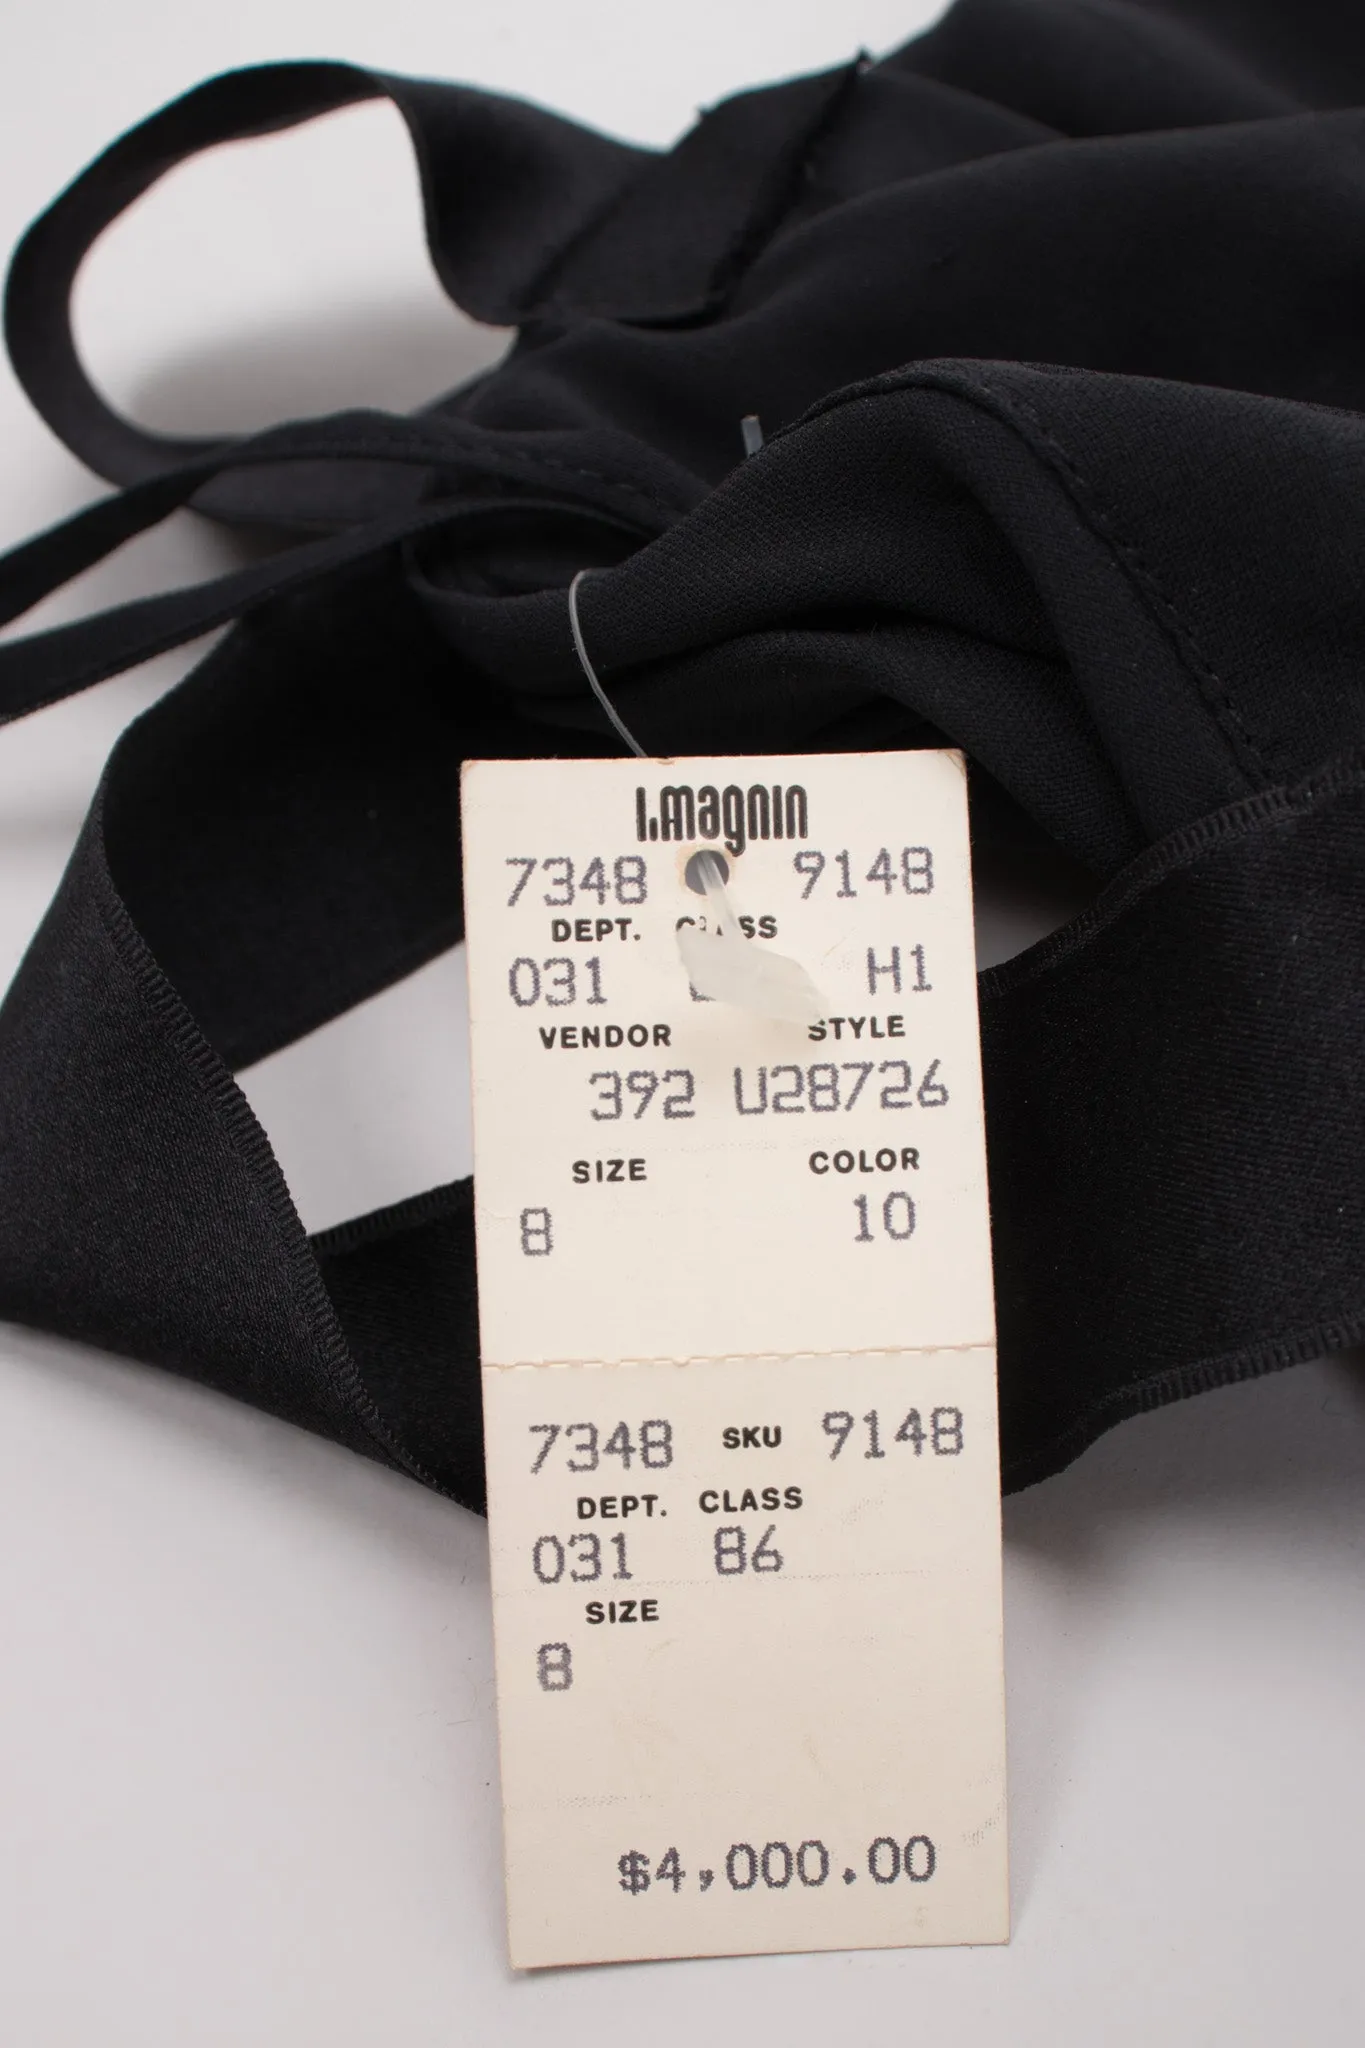 I.Magnin
7348 9148
DEPT. CLASS
031 H1
VENDOR STYLE
392 U28726
SIZE COLOR
8 10
7348 SKU 9148
DEPT. CLASS
031 86
SIZE
8
$4,000.00